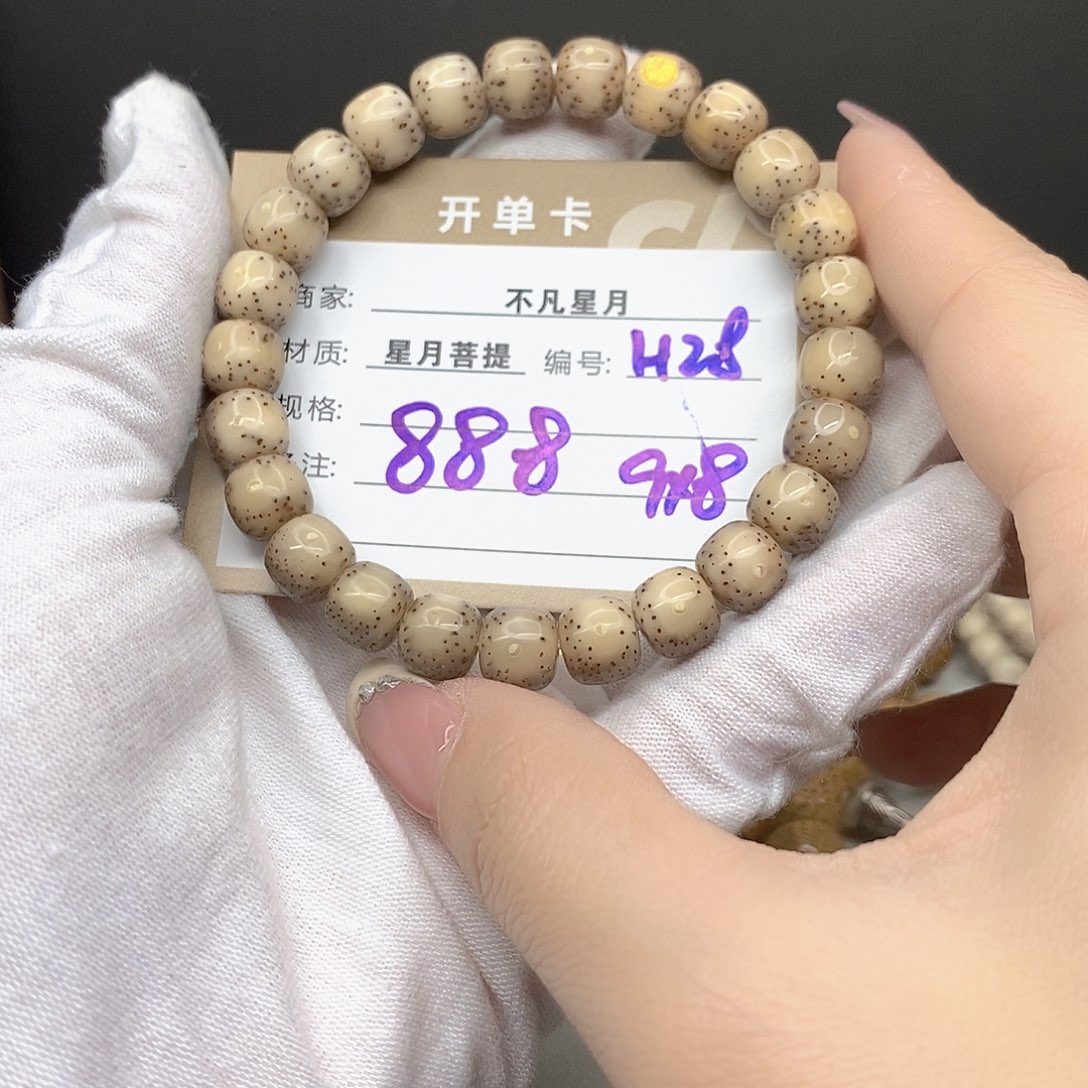 开单卡
商家: 不凡星月
材质: 星月菩提 编号: H28
规格:
注: 888 9x8